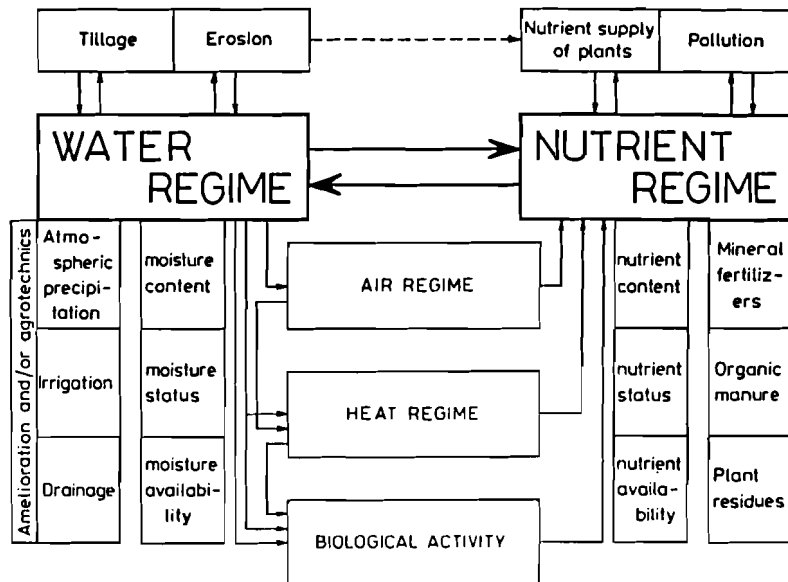 Tillage
Erosion
Nutrient supply
of plants
Pollution
WATER
REGIME
NUTRIENT
REGIME
Amelioration and/or agrotechnics
Atmo-
spheric
precipi-
tation
moisture
content
AIR REGIME
nutrient
content
Mineral
fertiliz-
ers
Irrigation
moisture
status
HEAT REGIME
nutrient
status
Organic
manure
Drainage
moisture
availabi-
lity
BIOLOGICAL ACTIVITY
nutrient
availa-
bility
Plant
residues